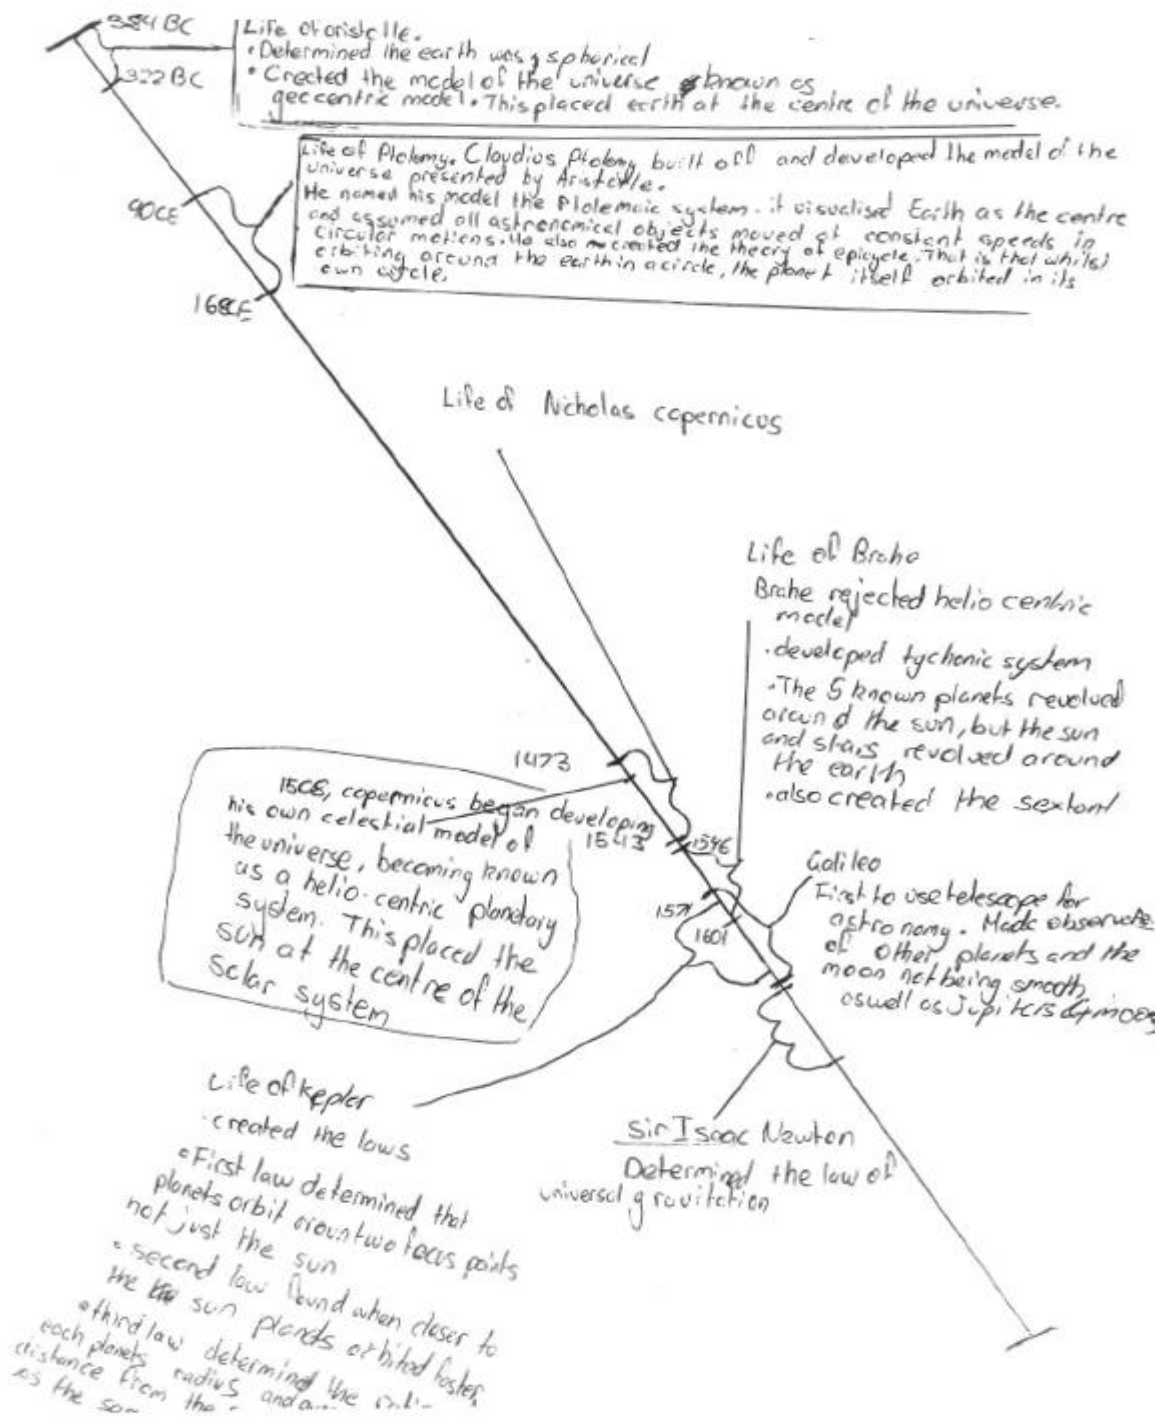 384 BC
322 BC
Life of aristelle.
• Determined the earth was spherical
• Created the model of the universe known as
geocentric model. This placed earth at the centre of the universe.
Life of Ptolomy. Claudius Ptolomy built off and developed the model of the
universe presented by Aristotle.
He named his model the Ptolemaic system. it visualised Earth as the centre
and assumed all astronomical objects moved at constant speeds in
circular motions. He also created the theory of epicycle. That is that whilst
orbiting around the earth in a circle, the planet itself orbited in its
own circle.
90CE
168CE
Life of Nicholas copernicus
Life of Brahe
Brahe rejected helio centric
model
• developed tychonic system
• The 5 known planets revolved
around the sun, but the sun
and stars revolved around
the earth
• also created the sextant
1473
1508, copernicus began developing
his own celestial model of
the universe, becoming known
as a helio-centric planetary
system. This placed the
sun at the centre of the
solar system
1543
1546
1571
1601
Galileo
First to use telescope for
astronomy. Made observate
of other planets and the
moon not being smooth,
aswell as Jupiters 4 moons
Life of Kepler
• created the laws
• First law determined that
planets orbit aroun two focus points
not just the sun
• second law found when closer to
the sun planets orbited faster,
• third law determined the
each planets radius and
distance from the
as the
Sir Isaac Newton
Determined the law of
universal gravitation